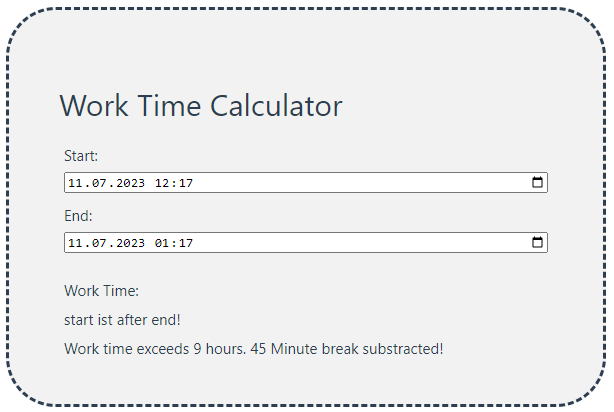 Work Time Calculator
Start:
11.07.2023 12:17
End:
11.07.2023 01:17
Work Time:
start ist after end!
Work time exceeds 9 hours. 45 Minute break substracted!